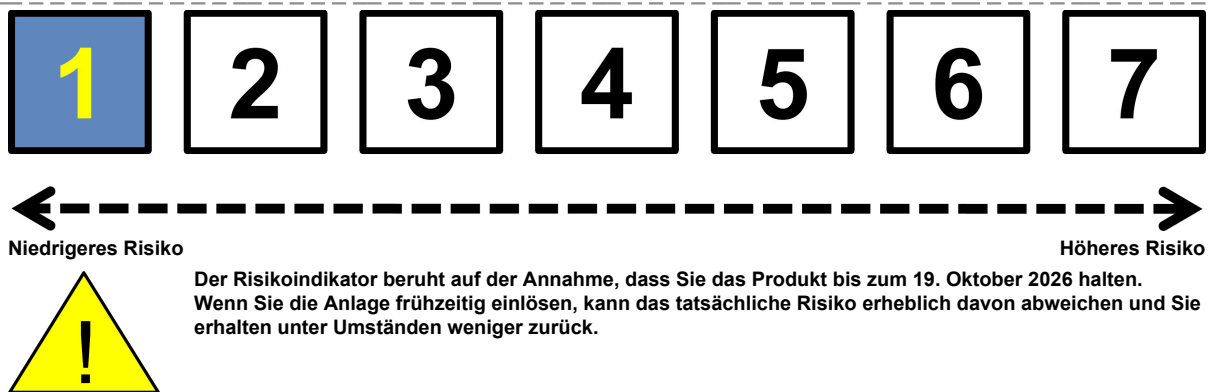 1 2 3 4 5 6 7
Niedrigeres Risiko Höheres Risiko
Der Risikoindikator beruht auf der Annahme, dass Sie das Produkt bis zum 19. Oktober 2026 halten.
Wenn Sie die Anlage frühzeitig einlösen, kann das tatsächliche Risiko erheblich davon abweichen und Sie
erhalten unter Umständen weniger zurück.
!